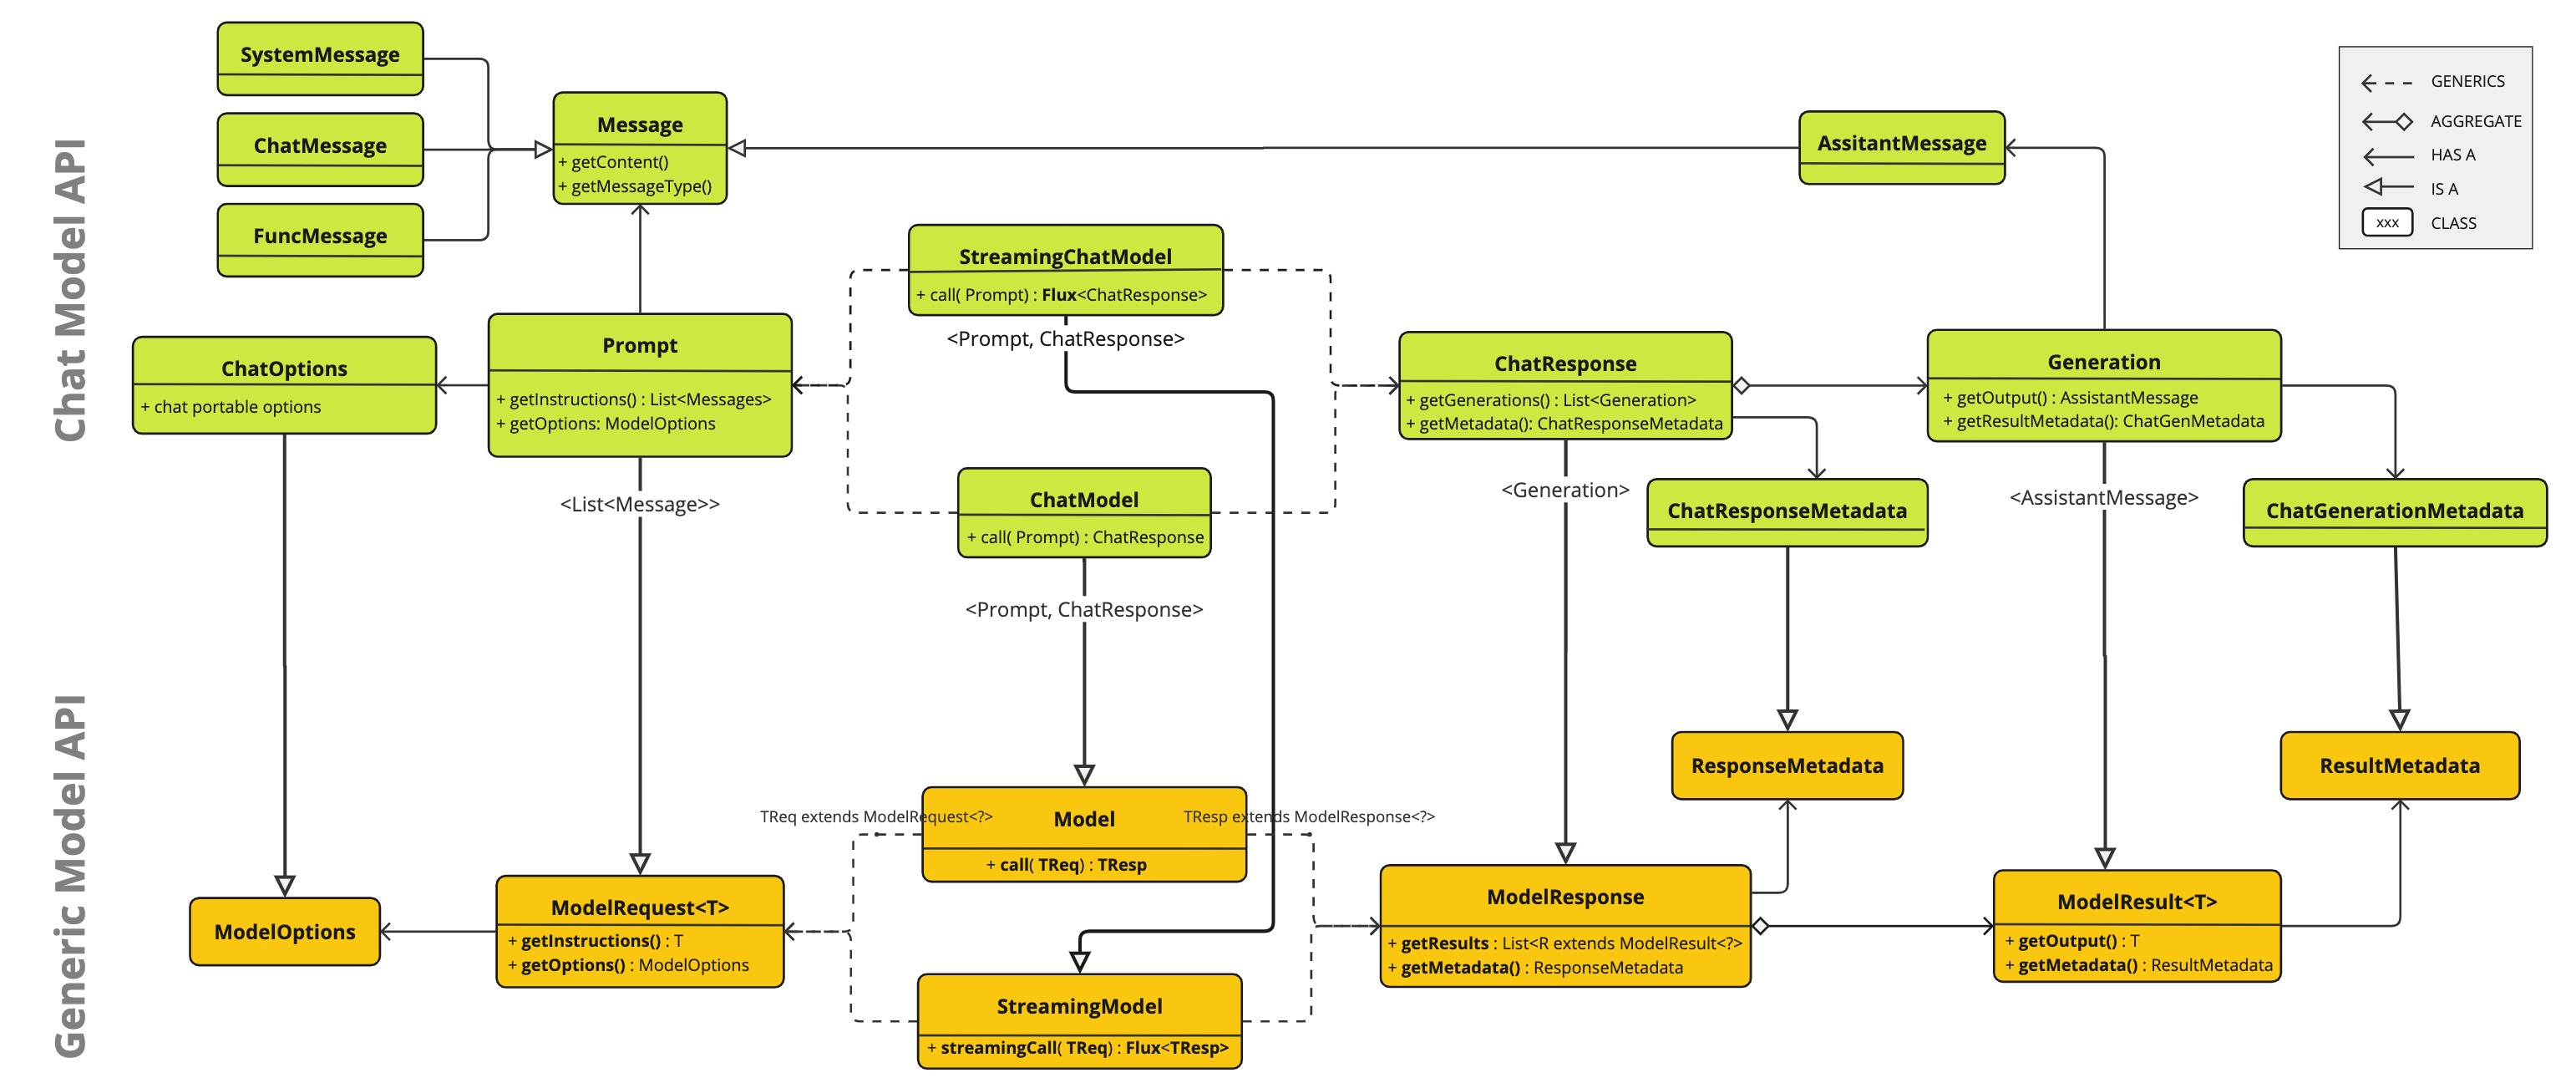 Chat Model API
Generic Model API
SystemMessage
ChatMessage
FuncMessage
Message
+ getContent()
+ getMessageType()
AssitantMessage
GENERICS
AGGREGATE
HAS A
IS A
xxx
CLASS
StreamingChatModel
+ call( Prompt) : Flux<ChatResponse>
<Prompt, ChatResponse>
ChatOptions
+ chat portable options
Prompt
+ getInstructions() : List<Messages>
+ getOptions: ModelOptions
<List<Message>>
ChatModel
+ call( Prompt) : ChatResponse
<Prompt, ChatResponse>
ChatResponse
+ getGenerations() : List<Generation>
+ getMetadata(): ChatResponseMetadata
<Generation>
ChatResponseMetadata
Generation
+ getOutput() : AssistantMessage
+ getResultMetadata(): ChatGenMetadata
<AssistantMessage>
ChatGenerationMetadata
ResponseMetadata
ResultMetadata
TReq extends ModelRequest<?>
Model
TResp extends ModelResponse<?>
+ call( TReq) : TResp
ModelOptions
ModelRequest<T>
+ getInstructions() : T
+ getOptions() : ModelOptions
StreamingModel
+ streamingCall( TReq) : Flux<TResp>
ModelResponse
+ getResults : List<R extends ModelResult<?>
+ getMetadata() : ResponseMetadata
ModelResult<T>
+ getOutput() : T
+ getMetadata() : ResultMetadata